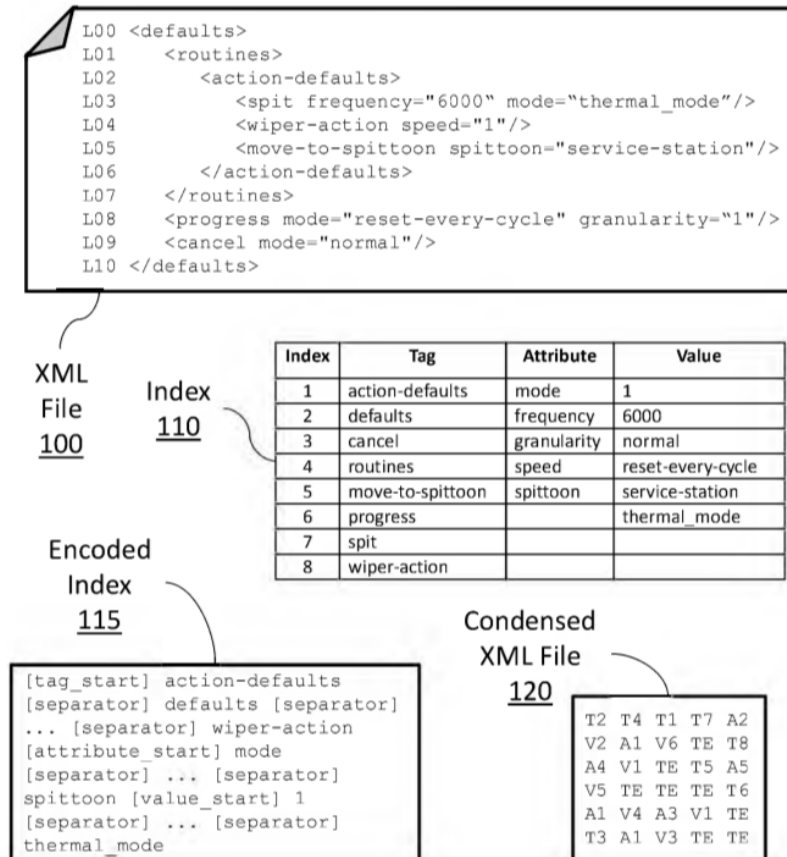 L00 <defaults>
L01 <routines>
L02 <action-defaults>
L03 <spit frequency="6000" mode="thermal_mode"/>
L04 <wiper-action speed="1"/>
L05 <move-to-spittoon spittoon="service-station"/>
L06 </action-defaults>
L07 </routines>
L08 <progress mode="reset-every-cycle" granularity="1"/>
L09 <cancel mode="normal"/>
L10 </defaults>
XML
File
100
Index
110
Index Tag Attribute Value
1 action-defaults mode 1
2 defaults frequency 6000
3 cancel granularity normal
4 routines speed reset-every-cycle
5 move-to-spittoon spittoon service-station
6 progress thermal_mode
7 spit
8 wiper-action
Encoded
Index
115
[tag_start] action-defaults
[separator] defaults [separator]
... [separator] wiper-action
[attribute_start] mode
[separator] ... [separator]
spittoon [value_start] 1
[separator] ... [separator]
thermal_mode
Condensed
XML File
120
T2 T4 T1 T7 A2
V2 A1 V6 TE T8
A4 V1 TE T5 A5
V5 TE TE TE T6
A1 V4 A3 V1 TE
T3 A1 V3 TE TE